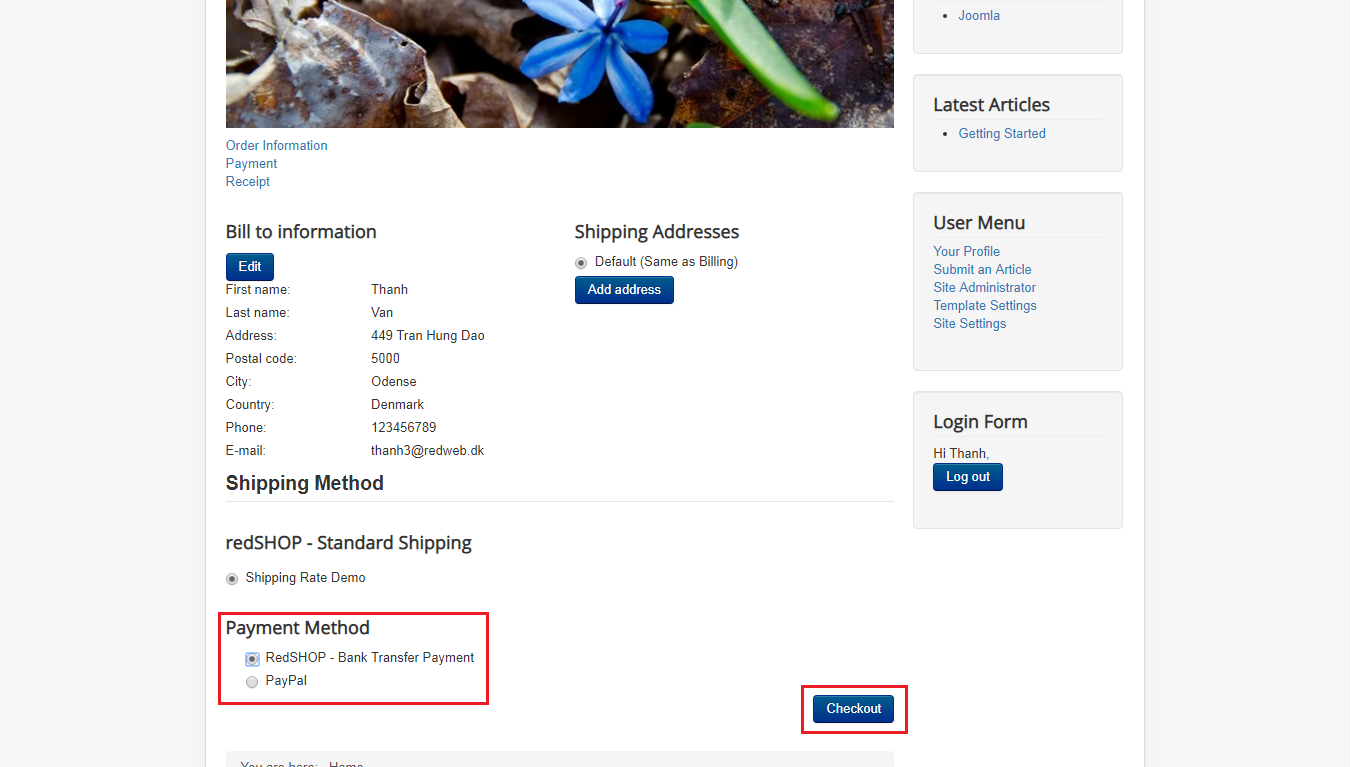 Order Information
Payment
Receipt
Bill to information
Edit
First name: Thanh
Last name: Van
Address: 449 Tran Hung Dao
Postal code: 5000
City: Odense
Country: Denmark
Phone: 123456789
E-mail: thanh3@redweb.dk
Shipping Addresses
Default (Same as Billing)
Add address
Shipping Method
redSHOP - Standard Shipping
Shipping Rate Demo
Payment Method
RedSHOP - Bank Transfer Payment
PayPal
Checkout
You are here: Home
Joomla
Latest Articles
Getting Started
User Menu
Your Profile
Submit an Article
Site Administrator
Template Settings
Site Settings
Login Form
Hi Thanh,
Log out